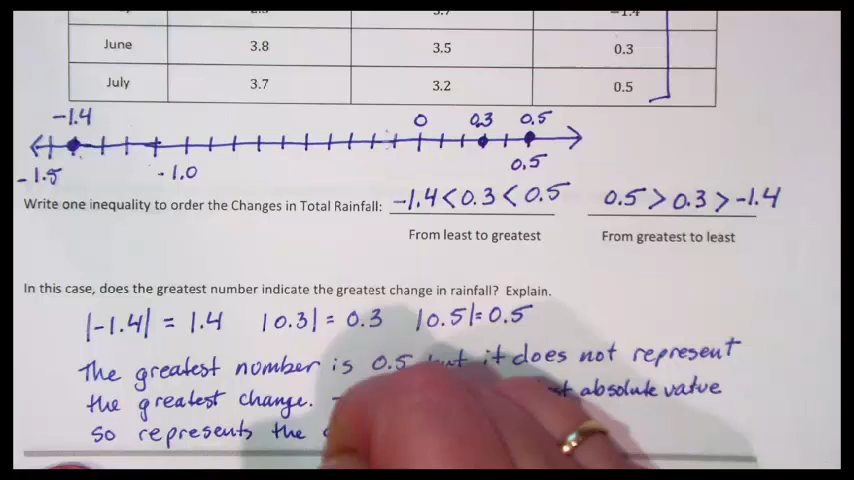 -1.4
June 3.8 3.5 0.3
July 3.7 3.2 0.5
-1.4 0 0.3 0.5
-1.5 -1.0 0.5
Write one inequality to order the Changes in Total Rainfall: -1.4 < 0.3 < 0.5 0.5 > 0.3 > -1.4
From least to greatest From greatest to least
In this case, does the greatest number indicate the greatest change in rainfall? Explain.
|-1.4| = 1.4 |0.3| = 0.3 |0.5| = 0.5
The greatest number is 0.5 but it does not represent
the greatest change. absolute value
so represents the